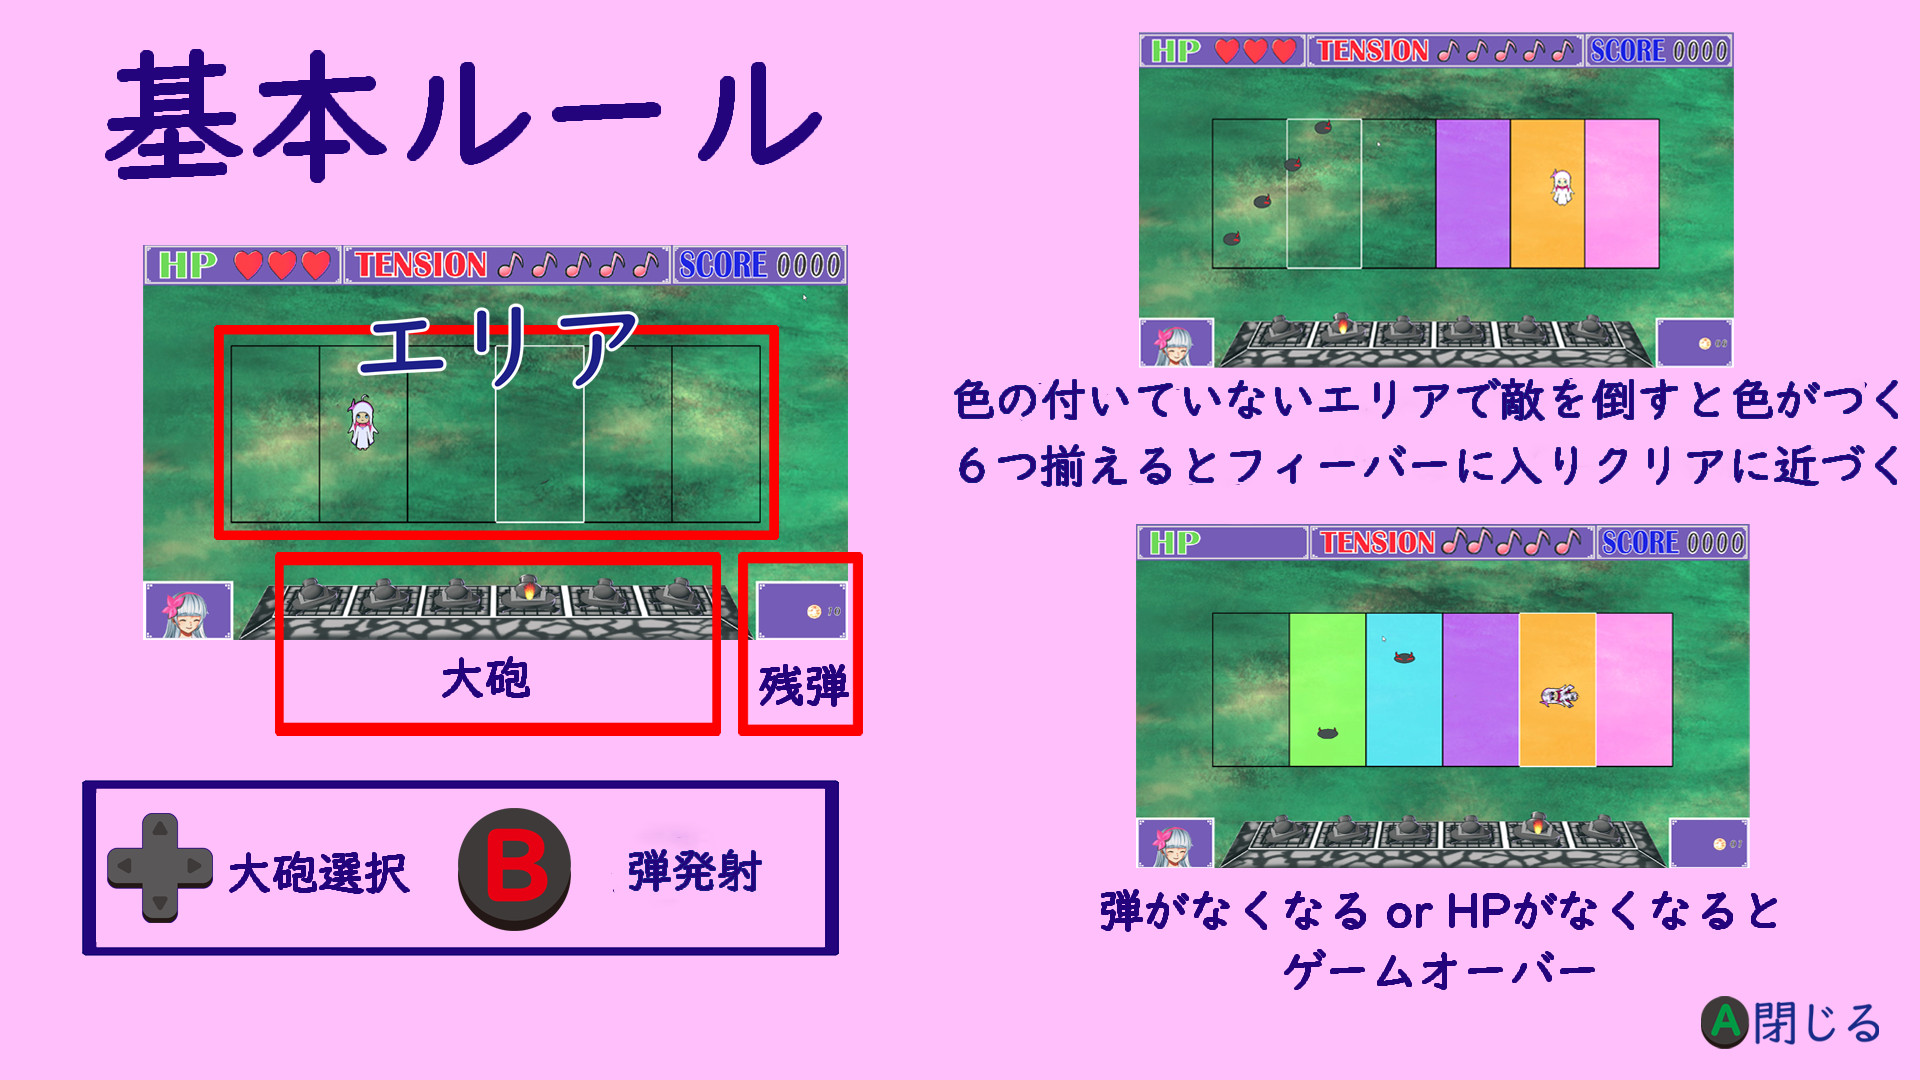 基本ルール
HP TENSION SCORE 0000
エリア
10
大砲
残弾
大砲選択
B
弾発射
HP TENSION SCORE 0000
06
色の付いていないエリアで敵を倒すと色がつく
6つ揃えるとフィーバーに入りクリアに近づく
HP TENSION SCORE 0000
07
弾がなくなる or HPがなくなると
ゲームオーバー
A閉じる